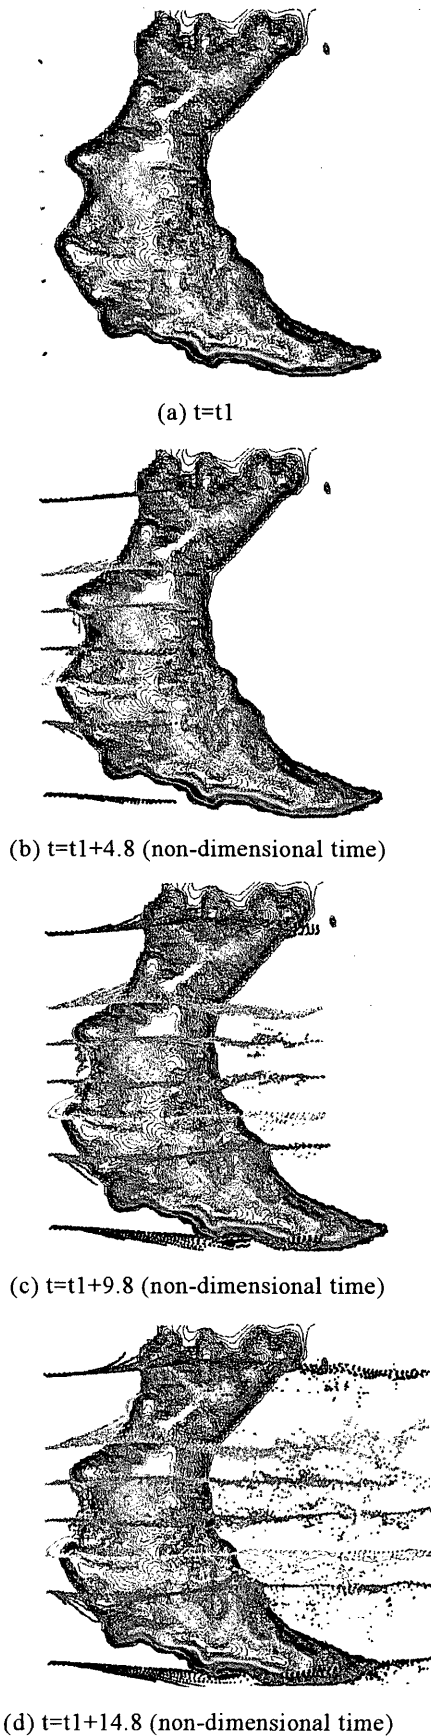 (a) t=t1
(b) t=t1+4.8 (non-dimensional time)
(c) t=t1+9.8 (non-dimensional time)
(d) t=t1+14.8 (non-dimensional time)